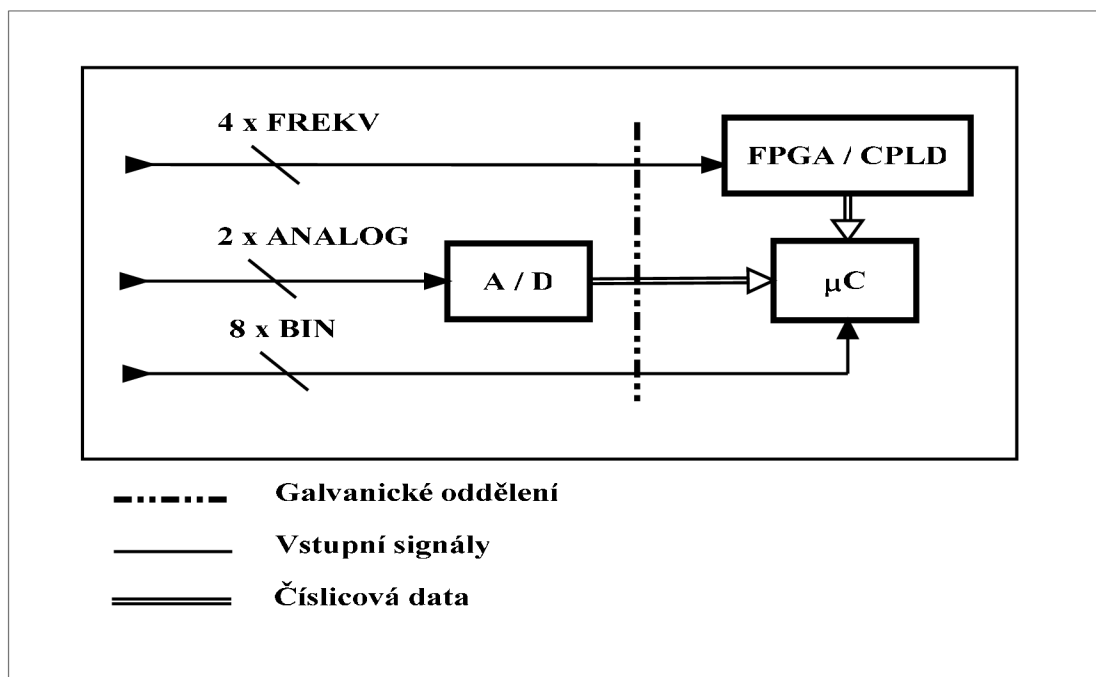 4 x FREKV
FPGA / CPLD
2 x ANALOG
A / D
μC
8 x BIN
Galvanické oddělení
Vstupní signály
Číslicová data